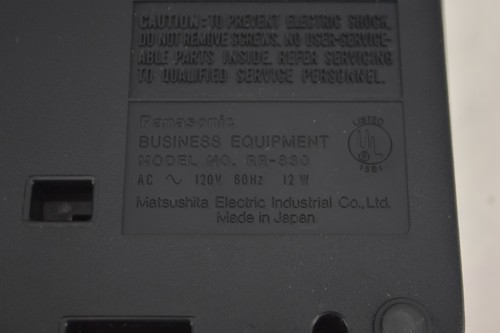 CAUTION: TO PREVENT ELECTRIC SHOCK,
DO NOT REMOVE SCREWS. NO USER-SERVICE-
ABLE PARTS INSIDE. REFER SERVICING
TO QUALIFIED SERVICE PERSONNEL.
Panasonic
BUSINESS EQUIPMENT
MODEL NO. RR-830
AC ∿ 120V 60Hz 12W
Matsushita Electric Industrial Co.,Ltd.
Made in Japan.
LISTED
UL